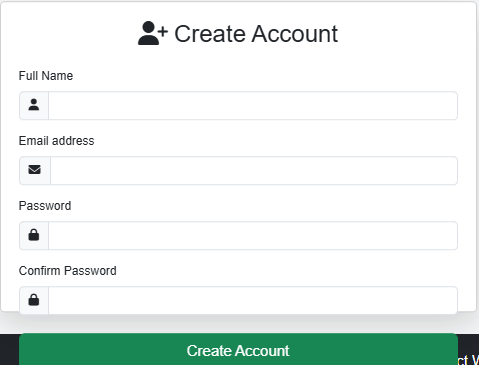 Create Account
Full Name
Email address
Password
Confirm Password
Create Account